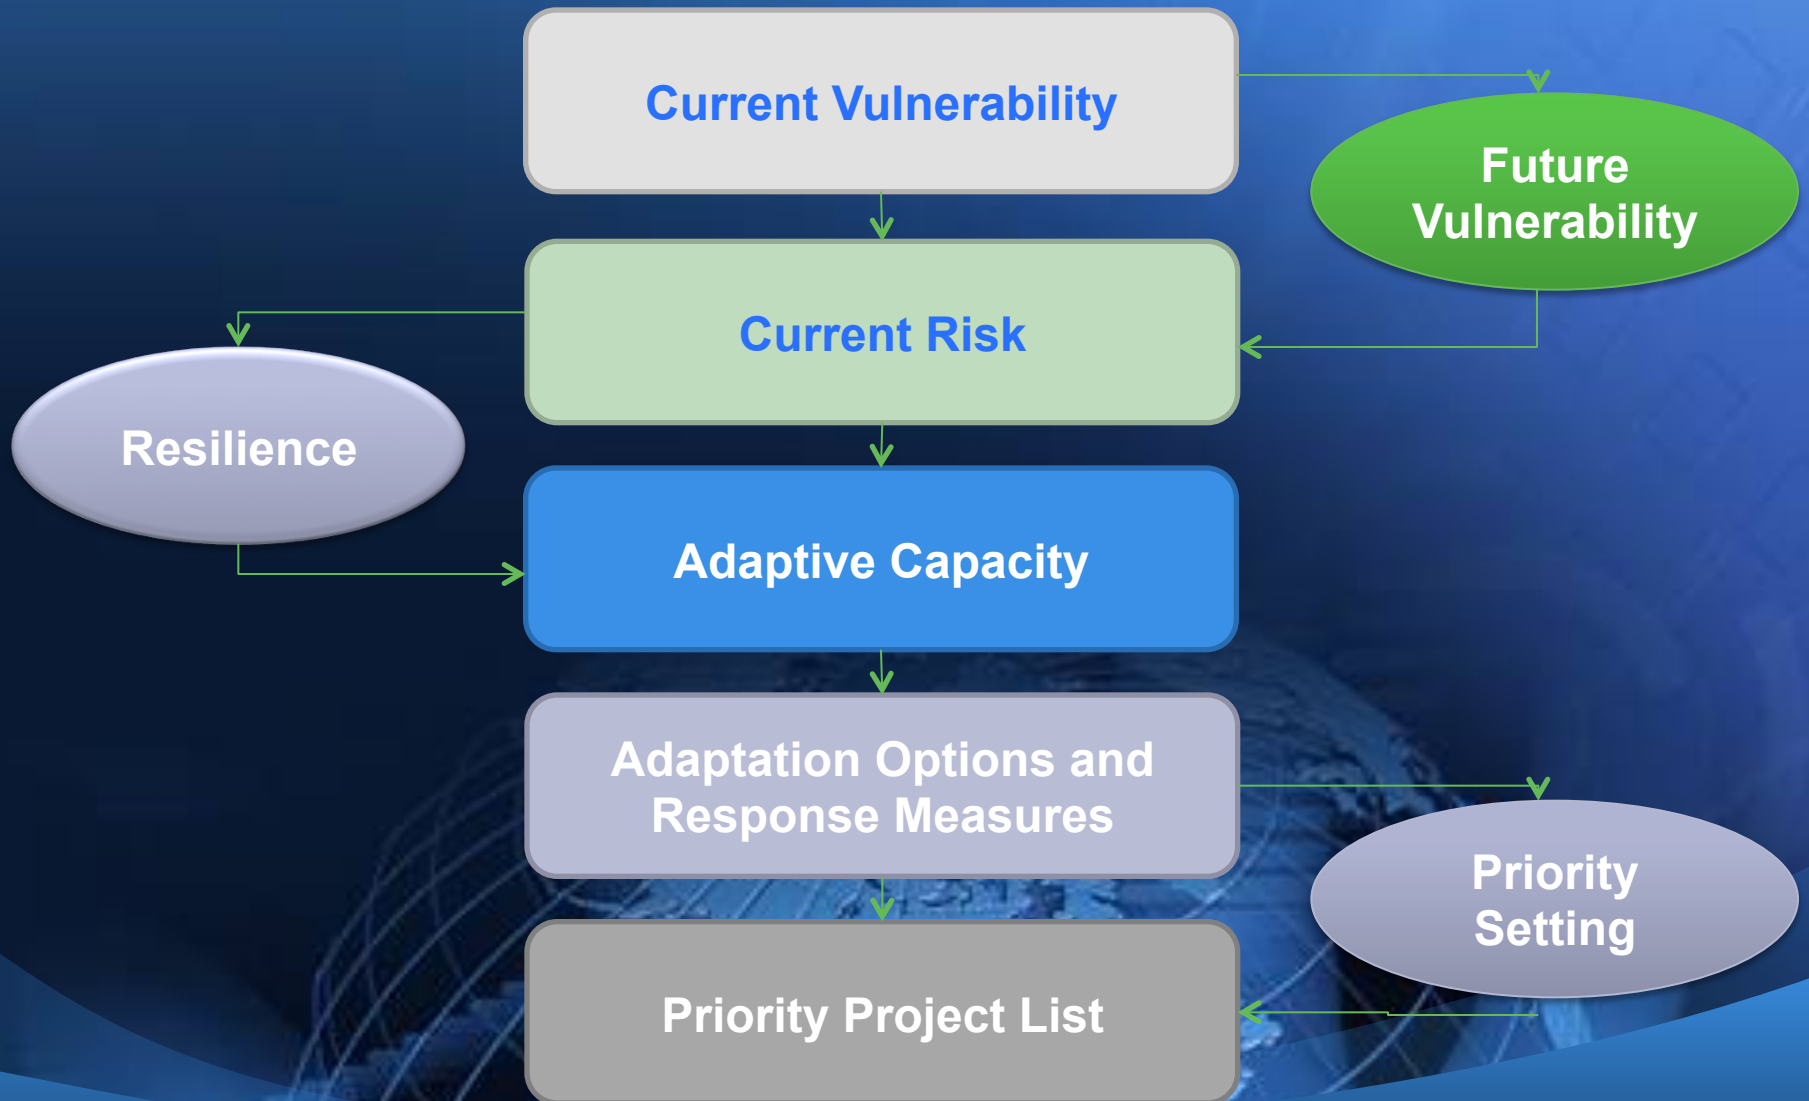 Current Vulnerability
Future
Vulnerability
Current Risk
Resilience
Adaptive Capacity
Adaptation Options and
Response Measures
Priority
Setting
Priority Project List